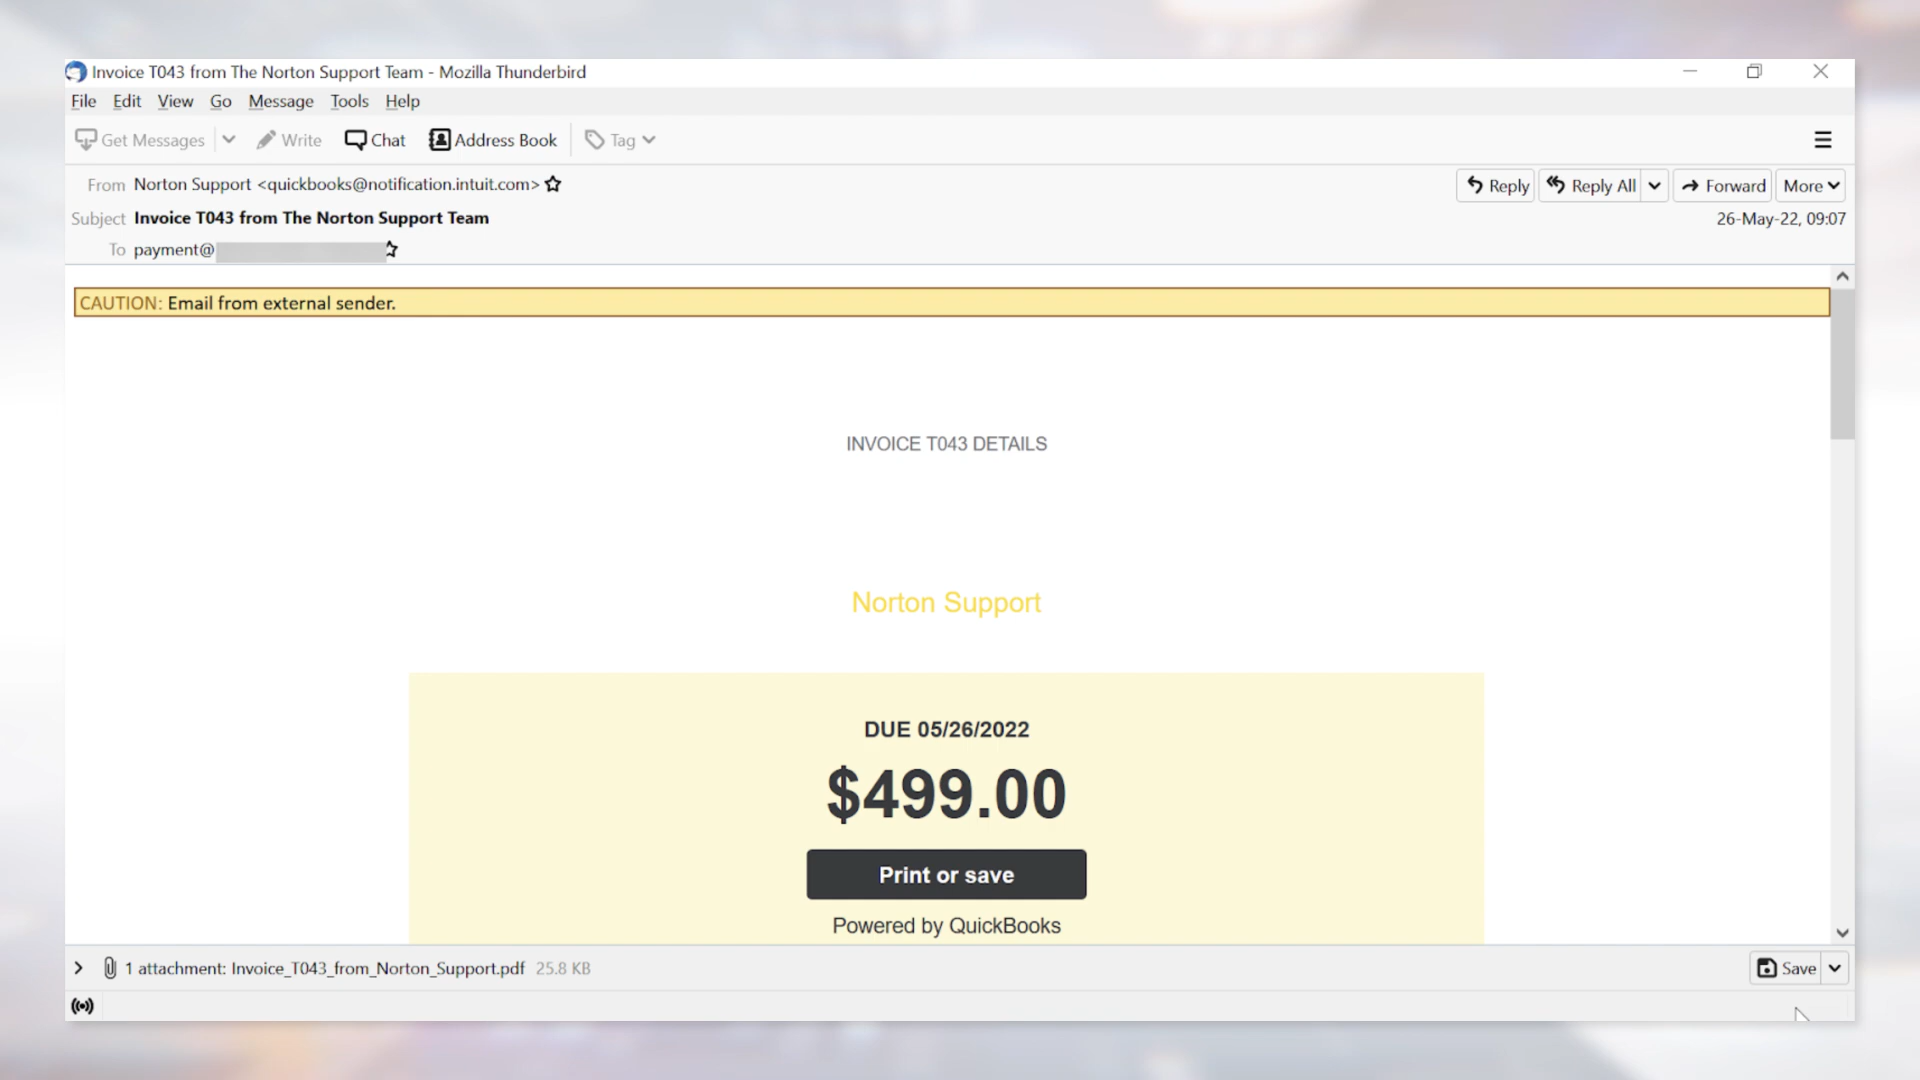 Invoice T043 from The Norton Support Team - Mozilla Thunderbird
File Edit View Go Message Tools Help
Get Messages Write Chat Address Book Tag
From Norton Support <quickbooks@notification.intuit.com> Reply Reply All Forward More
Subject Invoice T043 from The Norton Support Team 26-May-22, 09:07
To payment@
CAUTION: Email from external sender.
INVOICE T043 DETAILS
Norton Support
DUE 05/26/2022
$499.00
Print or save
Powered by QuickBooks
1 attachment: Invoice_T043_from_Norton_Support.pdf 25.8 KB Save